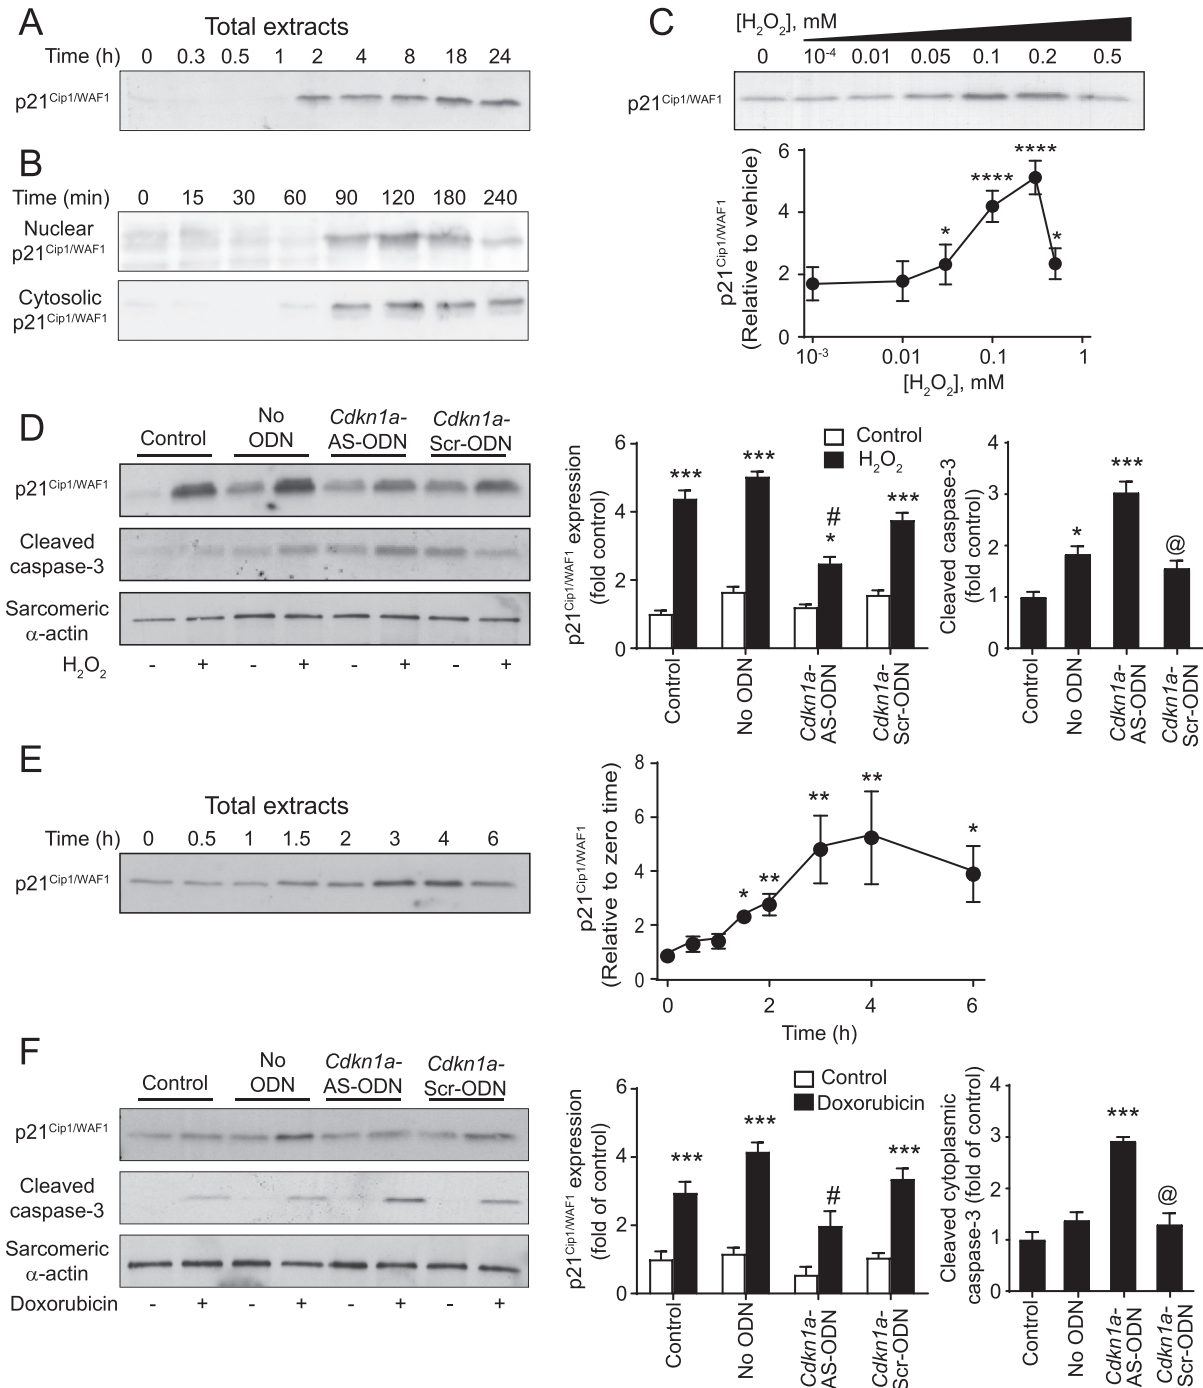 A
Total extracts
Time (h) 0 0.3 0.5 1 2 4 8 18 24
p21Cip1/WAF1
B
Time (min) 0 15 30 60 90 120 180 240
Nuclear
p21Cip1/WAF1
Cytosolic
p21Cip1/WAF1
C
[H2O2], mM
0 10-4 0.01 0.05 0.1 0.2 0.5
p21Cip1/WAF1
p21Cip1/WAF1
(Relative to vehicle)
6
4
2
0
* **** **** *
10-3 0.01 0.1 1
[H2O2], mM
D
Control
No
ODN
Cdkn1a-
AS-ODN
Cdkn1a-
Scr-ODN
p21Cip1/WAF1
Cleaved
caspase-3
Sarcomeric
α-actin
H2O2 - + - + - + - +
p21Cip1/WAF1 expression
(fold control)
6
4
2
0
Control
H2O2
*** *** # * ***
Control
No ODN
Cdkn1a-
AS-ODN
Cdkn1a-
Scr-ODN
Cleaved caspase-3
(fold control)
4
3
2
1
0
* *** @
Control
No ODN
Cdkn1a-
AS-ODN
Cdkn1a-
Scr-ODN
E
Total extracts
Time (h) 0 0.5 1 1.5 2 3 4 6
p21Cip1/WAF1
p21Cip1/WAF1
(Relative to zero time)
8
6
4
2
0
* ** ** ** *
0 2 4 6
Time (h)
F
Control
No
ODN
Cdkn1a-
AS-ODN
Cdkn1a-
Scr-ODN
p21Cip1/WAF1
Cleaved
caspase-3
Sarcomeric
α-actin
Doxorubicin - + - + - + - +
p21Cip1/WAF1 expression
(fold of control)
6
4
2
0
Control
Doxorubicin
*** *** # ***
Control
No ODN
Cdkn1a-
AS-ODN
Cdkn1a-
Scr-ODN
Cleaved cytoplasmic
caspase-3 (fold of control)
4
3
2
1
0
*** @
Control
No ODN
Cdkn1a-
AS-ODN
Cdkn1a-
Scr-ODN